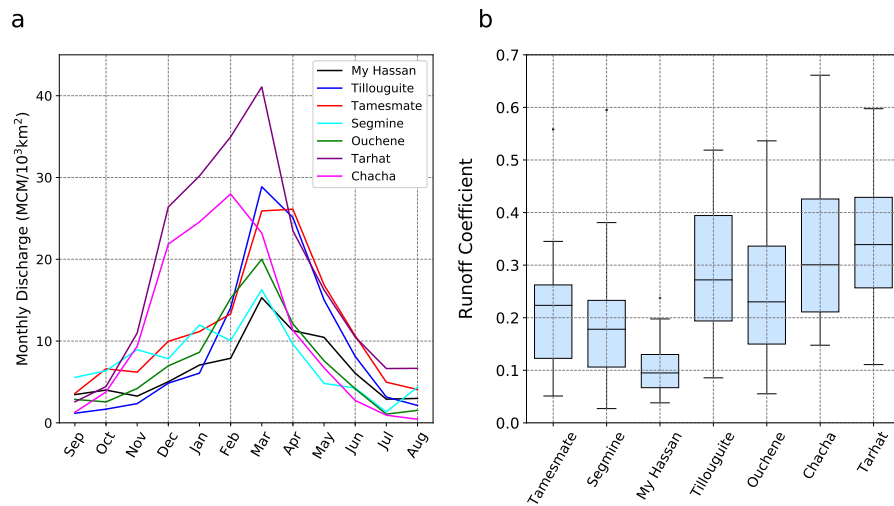 a
b
Monthly Discharge (MCM/10³km²)
0
10
20
30
40
Sep
Oct
Nov
Dec
Jan
Feb
Mar
Apr
May
Jun
Jul
Aug
My Hassan
Tillouguite
Tamesmate
Segmine
Ouchene
Tarhat
Chacha
Runoff Coefficient
0.0
0.1
0.2
0.3
0.4
0.5
0.6
0.7
Tamesmate
Segmine
My Hassan
Tillouguite
Ouchene
Chacha
Tarhat